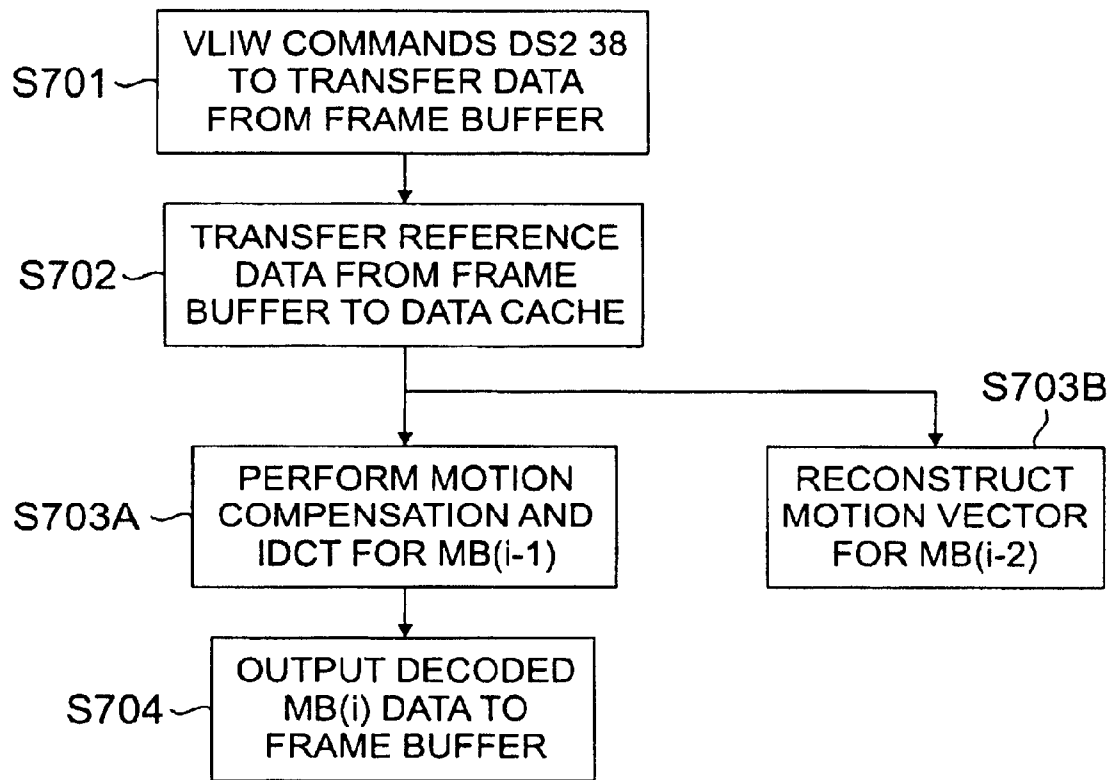 S701
VLIW COMMANDS DS2 38
TO TRANSFER DATA
FROM FRAME BUFFER
S702
TRANSFER REFERENCE
DATA FROM FRAME
BUFFER TO DATA CACHE
S703A
PERFORM MOTION
COMPENSATION AND
IDCT FOR MB(i-1)
S703B
RECONSTRUCT
MOTION VECTOR
FOR MB(i-2)
S704
OUTPUT DECODED
MB(i) DATA TO
FRAME BUFFER